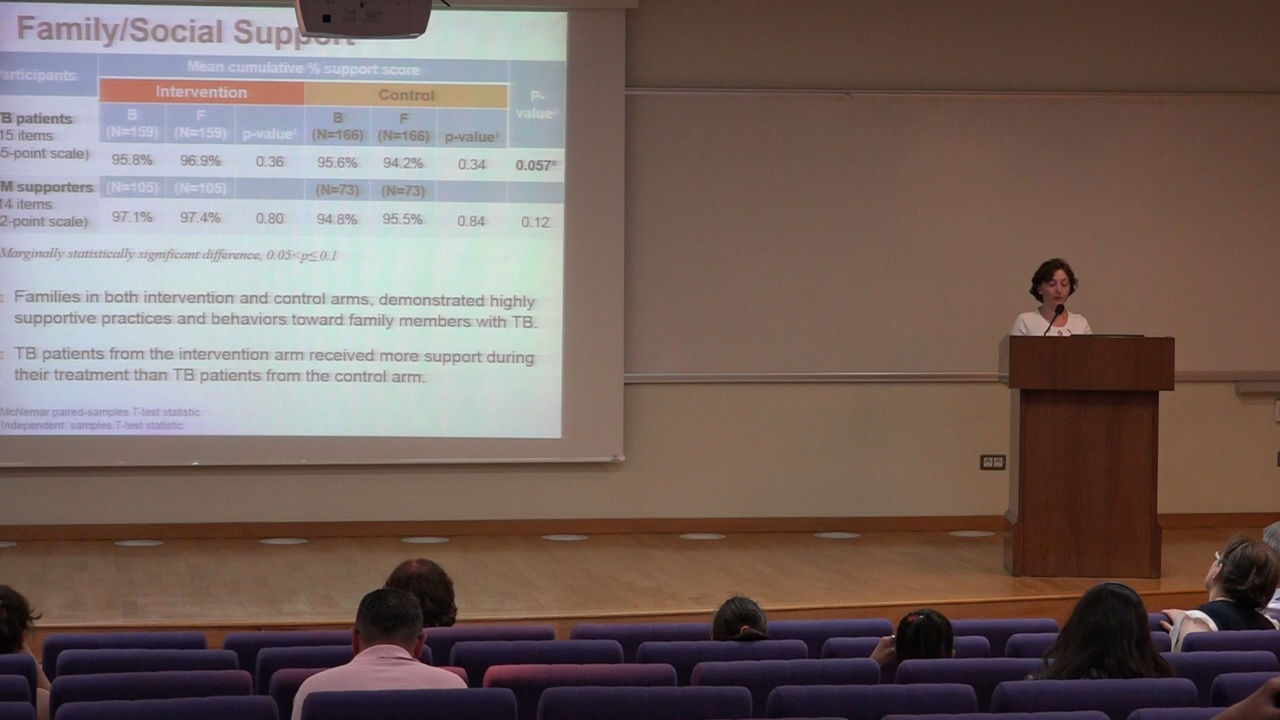 Family/Social Support
articipants Mean cumulative % support score P-value²
Intervention Control
B (N=159) F (N=159) p-value¹ B (N=166) F (N=166) p-value¹
B patients
15 items
5-point scale)
95.8% 96.9% 0.36 95.6% 94.2% 0.34 0.057*
M supporters (N=105) (N=105) (N=73) (N=73)
14 items
2-point scale)
97.1% 97.4% 0.80 94.8% 95.5% 0.84 0.12
Marginally statistically significant difference, 0.05<p≤0.1
Families in both intervention and control arms, demonstrated highly
supportive practices and behaviors toward family members with TB.
TB patients from the intervention arm received more support during
their treatment than TB patients from the control arm.
McNemar paired-samples T-test statistic
Independent samples T-test statistic